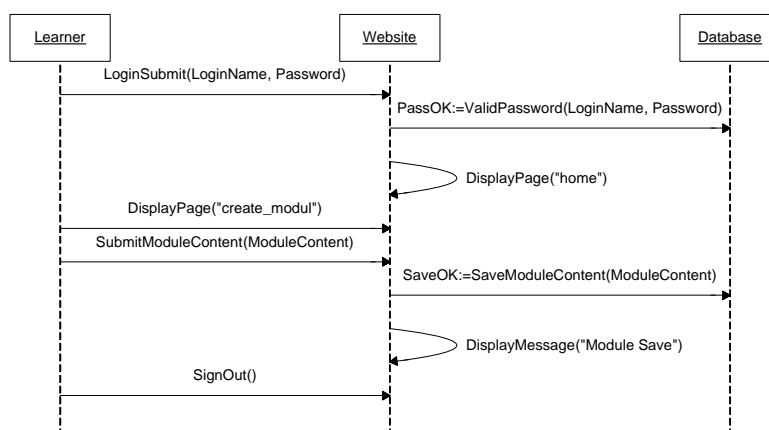 Learner
Website
Database
LoginSubmit(LoginName, Password)
PassOK:=ValidPassword(LoginName, Password)
DisplayPage("home")
DisplayPage("create_modul")
SubmitModuleContent(ModuleContent)
SaveOK:=SaveModuleContent(ModuleContent)
DisplayMessage("Module Save")
SignOut()